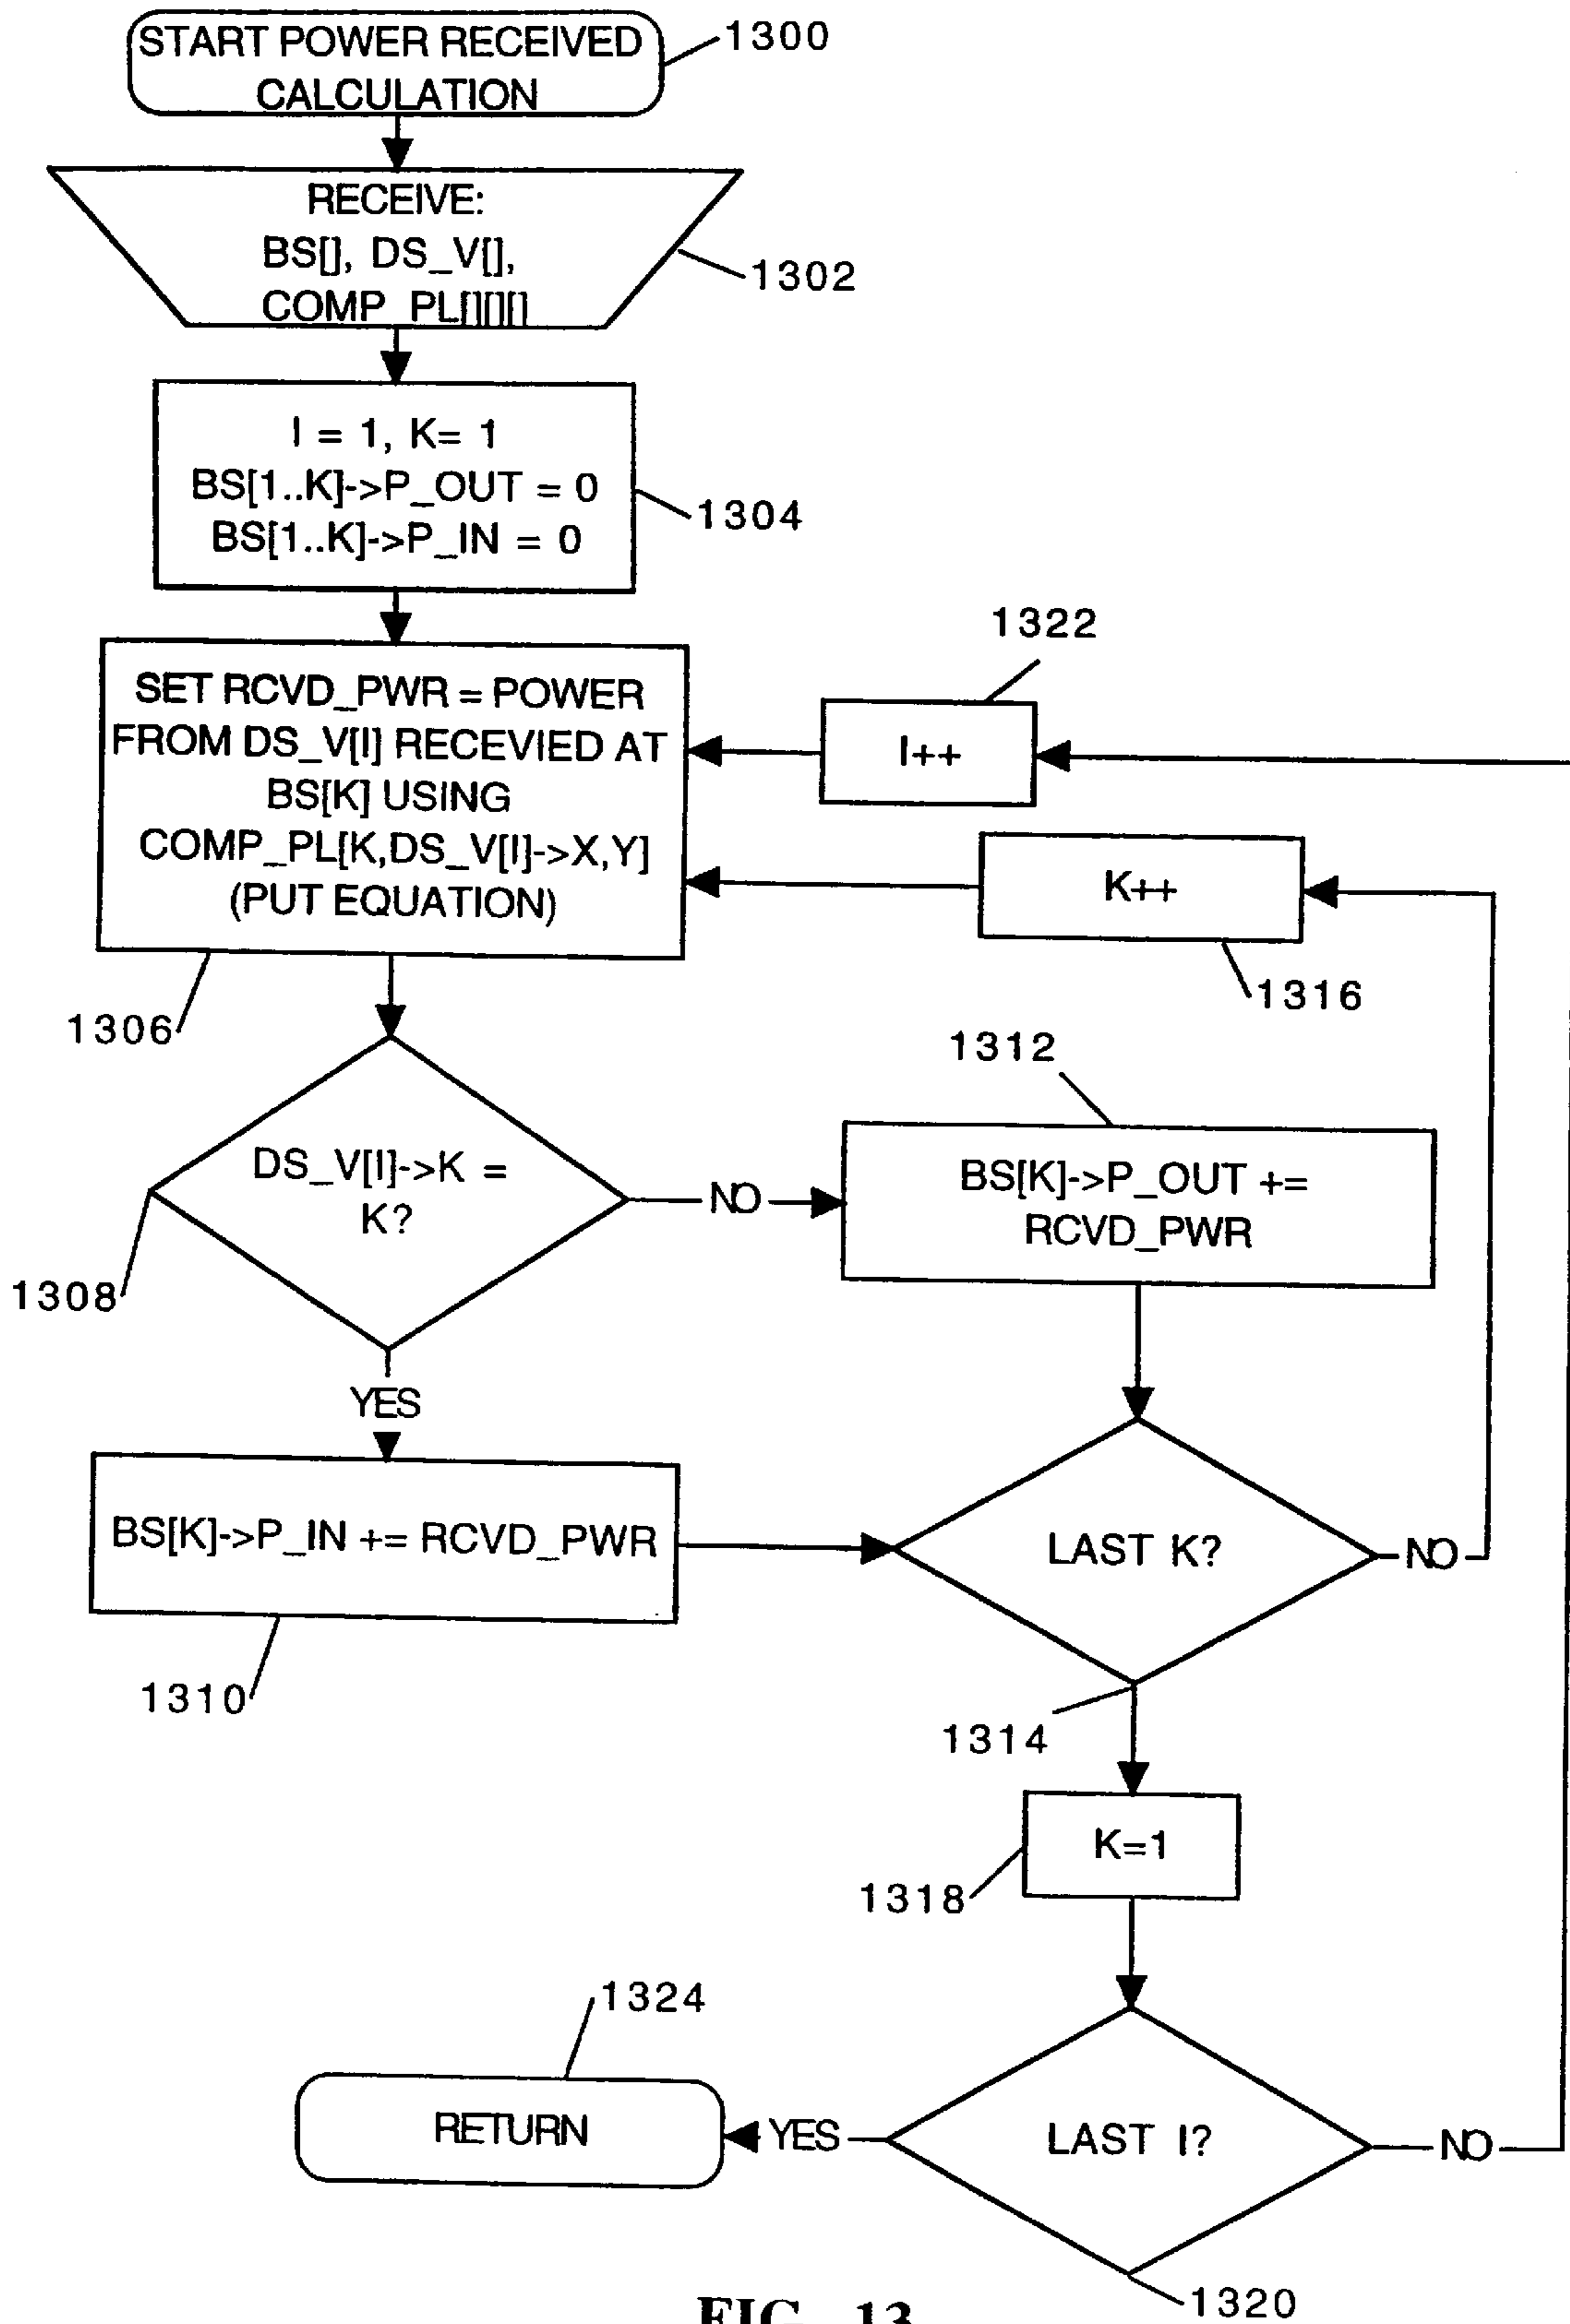 START POWER RECEIVED
CALCULATION
1300
RECEIVE:
BS[], DS_V[],
COMP_PL[][][]
1302
I = 1, K= 1
BS[1..K]->P_OUT = 0
BS[1..K]->P_IN = 0
1304
SET RCVD_PWR = POWER
FROM DS_V[I] RECEVIED AT
BS[K] USING
COMP_PL[K,DS_V[I]->X,Y]
(PUT EQUATION)
1306
1322
I++
K++
1316
DS_V[I]->K =
K?
1308
NO
1312
BS[K]->P_OUT +=
RCVD_PWR
YES
BS[K]->P_IN += RCVD_PWR
1310
LAST K?
NO
1314
K=1
1318
LAST I?
NO
YES
1320
1324
RETURN
FIG. 13